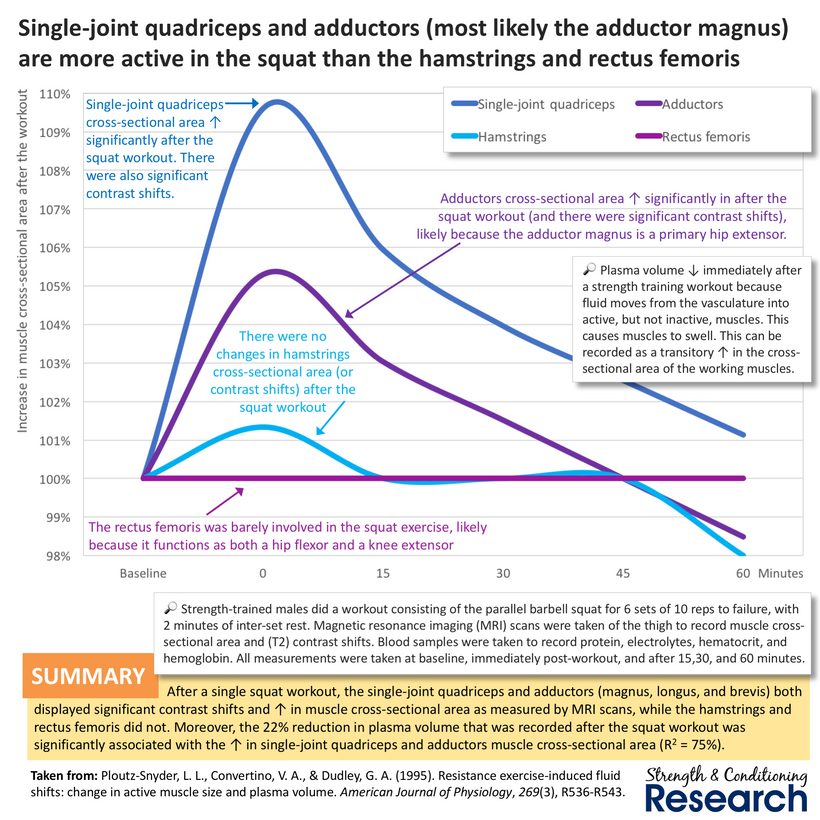 Single-joint quadriceps and adductors (most likely the adductor magnus)
are more active in the squat than the hamstrings and rectus femoris
Increase in muscle cross-sectional area after the workout
110%
109%
108%
107%
106%
105%
104%
103%
102%
101%
100%
99%
98%
Single-joint quadriceps
cross-sectional area ↑
significantly after the
squat workout. There
were also significant
contrast shifts.
Single-joint quadriceps
Adductors
Hamstrings
Rectus femoris
Adductors cross-sectional area ↑ significantly in after the
squat workout (and there were significant contrast shifts),
likely because the adductor magnus is a primary hip extensor.
Plasma volume ↓ immediately after
a strength training workout because
fluid moves from the vasculature into
active, but not inactive, muscles. This
causes muscles to swell. This can be
recorded as a transitory ↑ in the cross-
sectional area of the working muscles.
There were no
changes in hamstrings
cross-sectional area (or
contrast shifts) after the
squat workout
The rectus femoris was barely involved in the squat exercise, likely
because it functions as both a hip flexor and a knee extensor
Baseline 0 15 30 45 60 Minutes
Strength-trained males did a workout consisting of the parallel barbell squat for 6 sets of 10 reps to failure, with
2 minutes of inter-set rest. Magnetic resonance imaging (MRI) scans were taken of the thigh to record muscle cross-
sectional area and (T2) contrast shifts. Blood samples were taken to record protein, electrolytes, hematocrit, and
hemoglobin. All measurements were taken at baseline, immediately post-workout, and after 15,30, and 60 minutes.
SUMMARY
After a single squat workout, the single-joint quadriceps and adductors (magnus, longus, and brevis) both
displayed significant contrast shifts and ↑ in muscle cross-sectional area as measured by MRI scans, while the hamstrings and
rectus femoris did not. Moreover, the 22% reduction in plasma volume that was recorded after the squat workout was
significantly associated with the ↑ in single-joint quadriceps and adductors muscle cross-sectional area (R² = 75%).
Taken from: Ploutz-Snyder, L. L., Convertino, V. A., & Dudley, G. A. (1995). Resistance exercise-induced fluid
shifts: change in active muscle size and plasma volume. American Journal of Physiology, 269(3), R536-R543.
Strength & Conditioning
Research